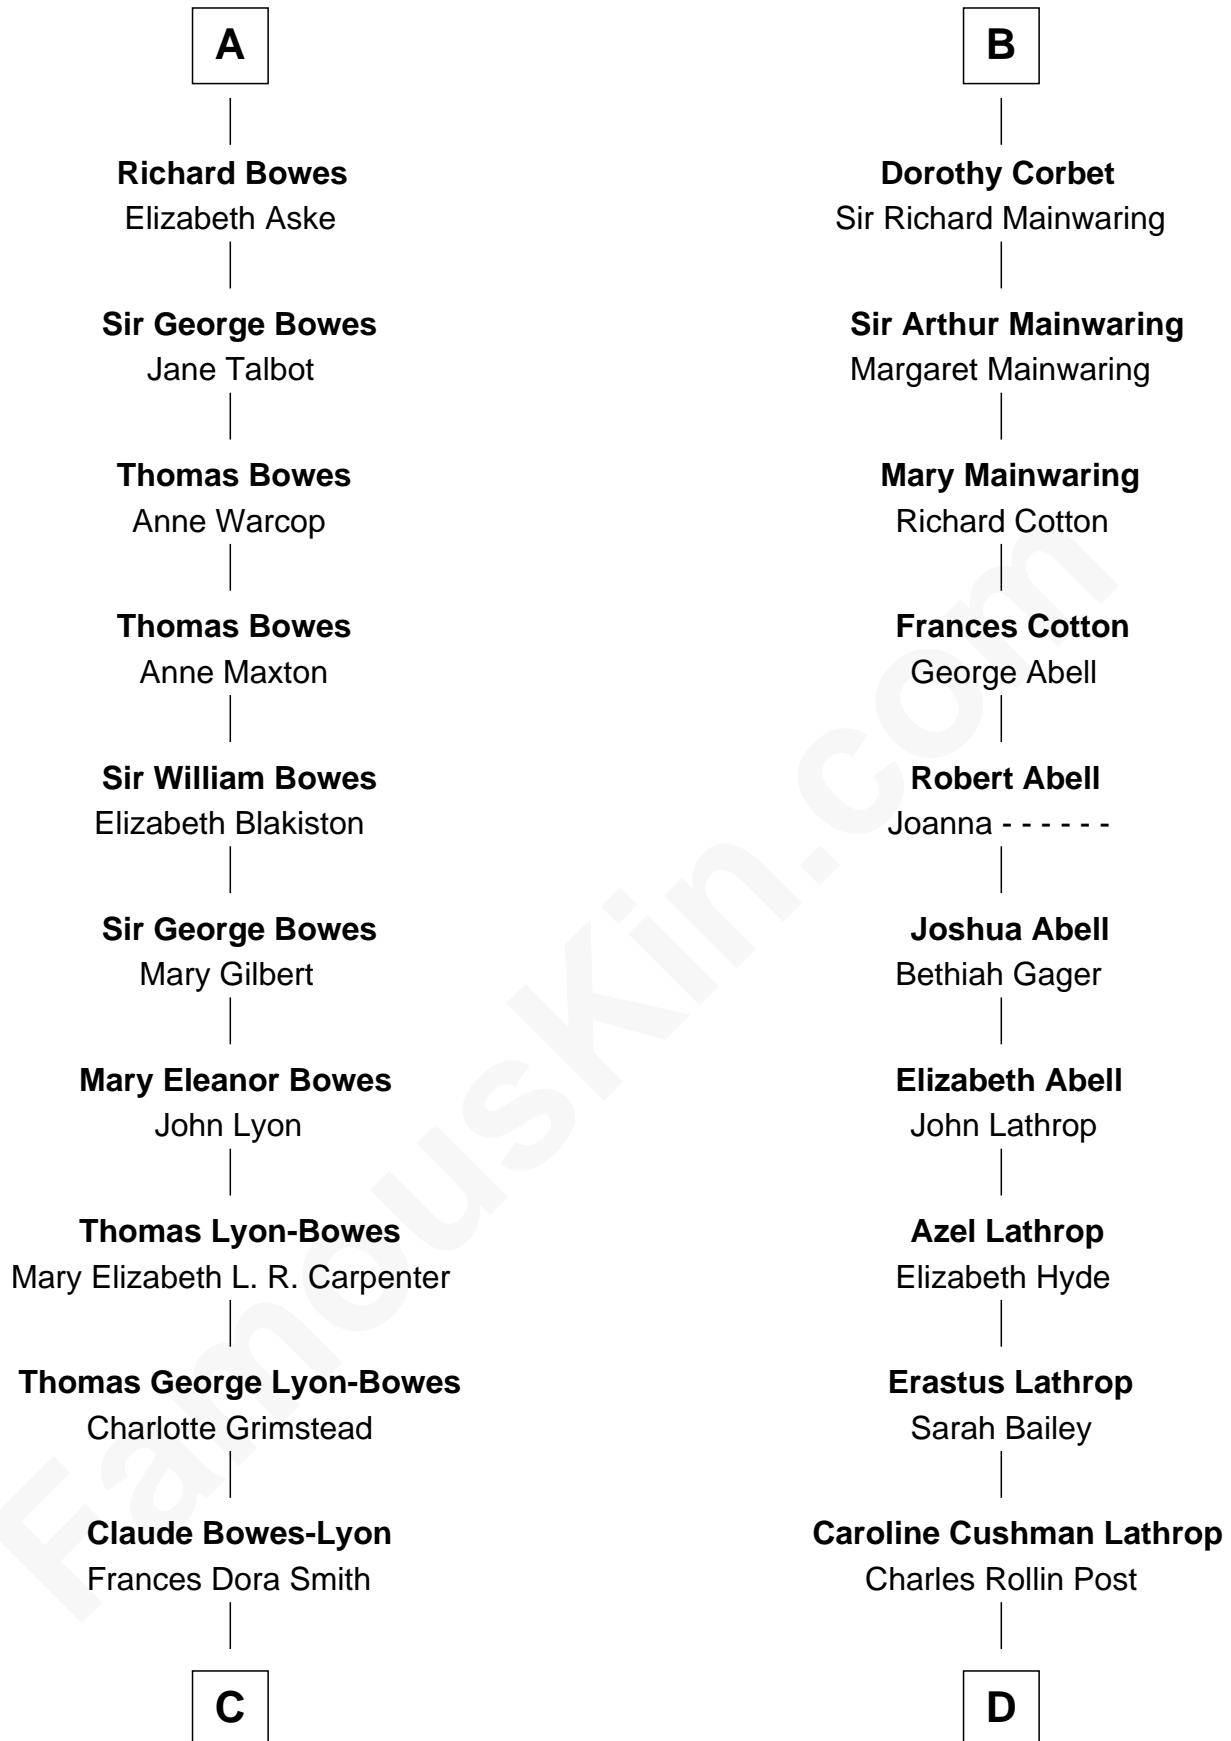 A
Richard Bowes
Elizabeth Aske
Sir George Bowes
Jane Talbot
Thomas Bowes
Anne Warcop
Thomas Bowes
Anne Maxton
Sir William Bowes
Elizabeth Blakiston
Sir George Bowes
Mary Gilbert
Mary Eleanor Bowes
John Lyon
Thomas Lyon-Bowes
Mary Elizabeth L. R. Carpenter
Thomas George Lyon-Bowes
Charlotte Grimstead
Claude Bowes-Lyon
Frances Dora Smith
C
B
Dorothy Corbet
Sir Richard Mainwaring
Sir Arthur Mainwaring
Margaret Mainwaring
Mary Mainwaring
Richard Cotton
Frances Cotton
George Abell
Robert Abell
Joanna - - - - - -
Joshua Abell
Bethiah Gager
Elizabeth Abell
John Lathrop
Azel Lathrop
Elizabeth Hyde
Erastus Lathrop
Sarah Bailey
Caroline Cushman Lathrop
Charles Rollin Post
D
FamousKin.com